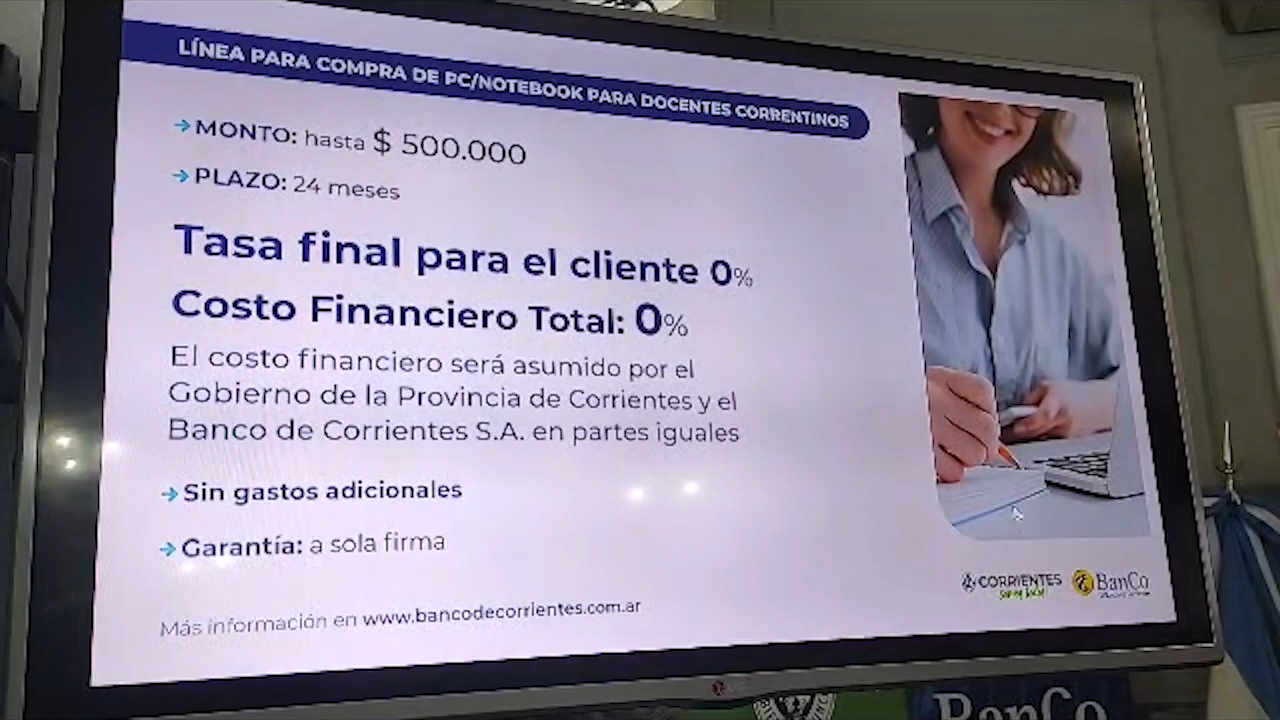 LÍNEA PARA COMPRA DE PC/NOTEBOOK PARA DOCENTES CORRENTINOS
MONTO: hasta $ 500.000
PLAZO: 24 meses
Tasa final para el cliente 0%
Costo Financiero Total: 0%
El costo financiero será asumido por el
Gobierno de la Provincia de Corrientes y el
Banco de Corrientes S.A. en partes iguales
Sin gastos adicionales
Garantía: a sola firma
Más información en www.bancodecorrientes.com.ar
CORRIENTES
BanCo
BanCo